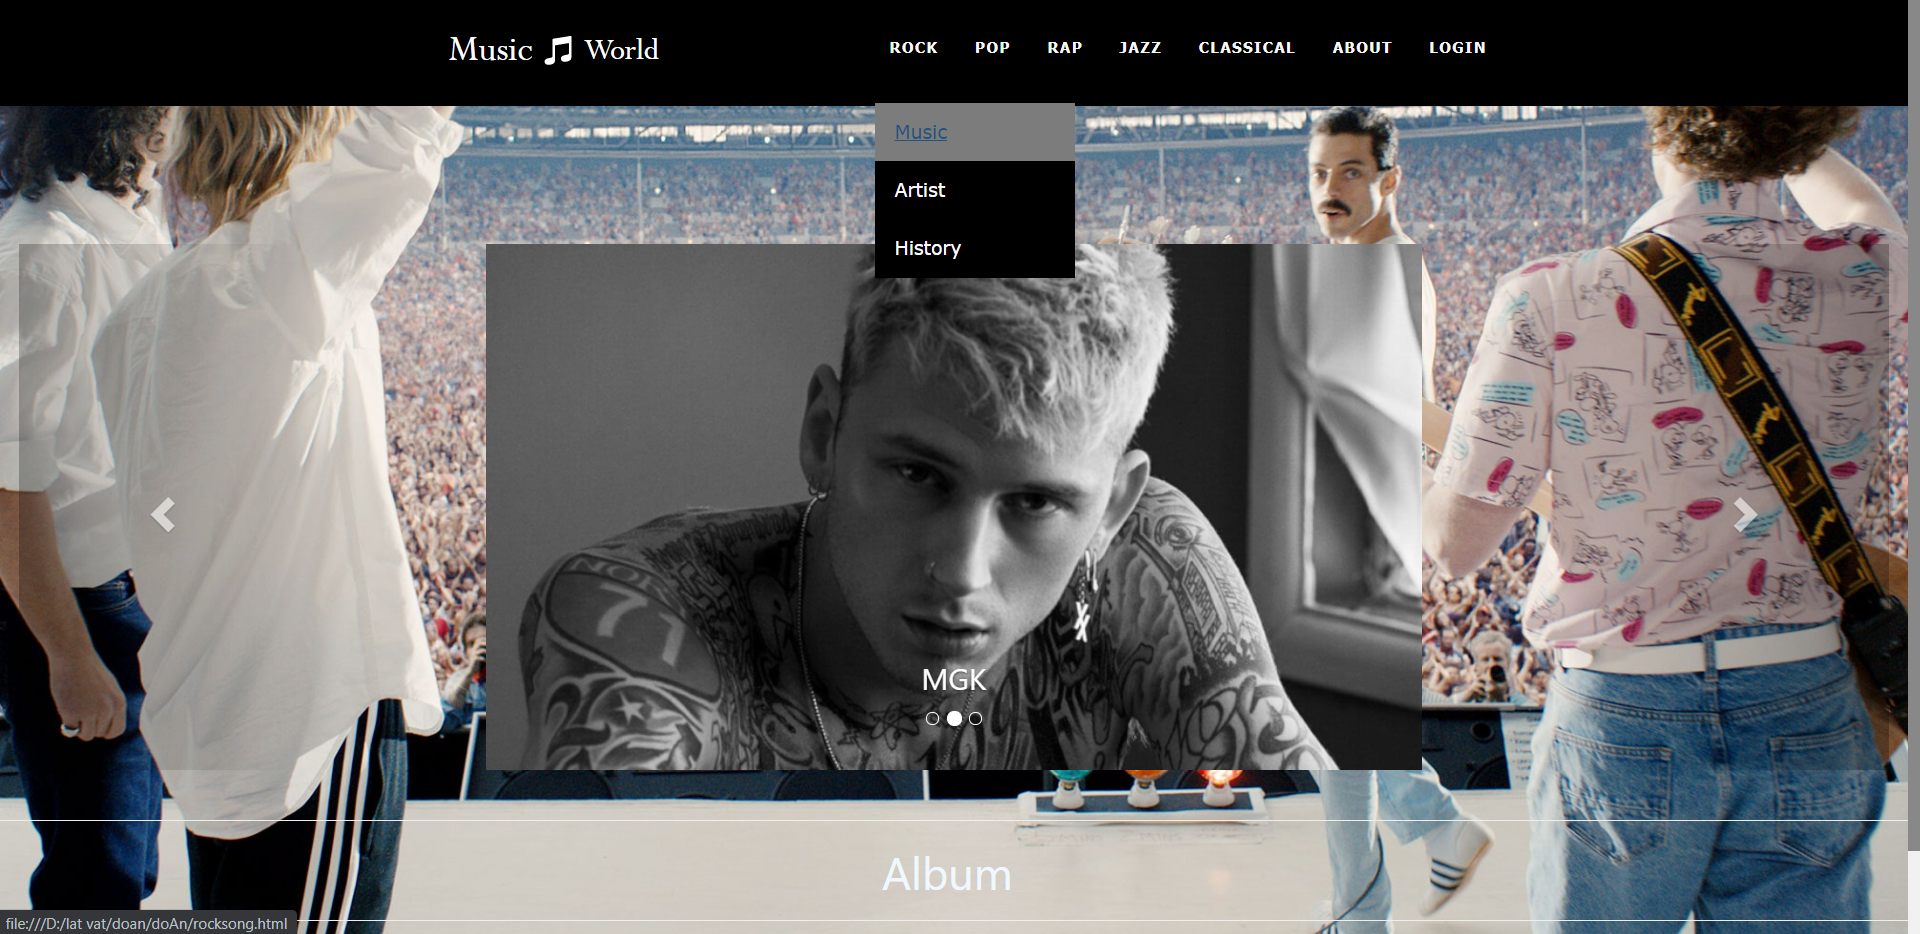 Music World
ROCK POP RAP JAZZ CLASSICAL ABOUT LOGIN
Music
Artist
History
MGK
Album
file:///D:/lat vat/doan/doAn/rocksong.html